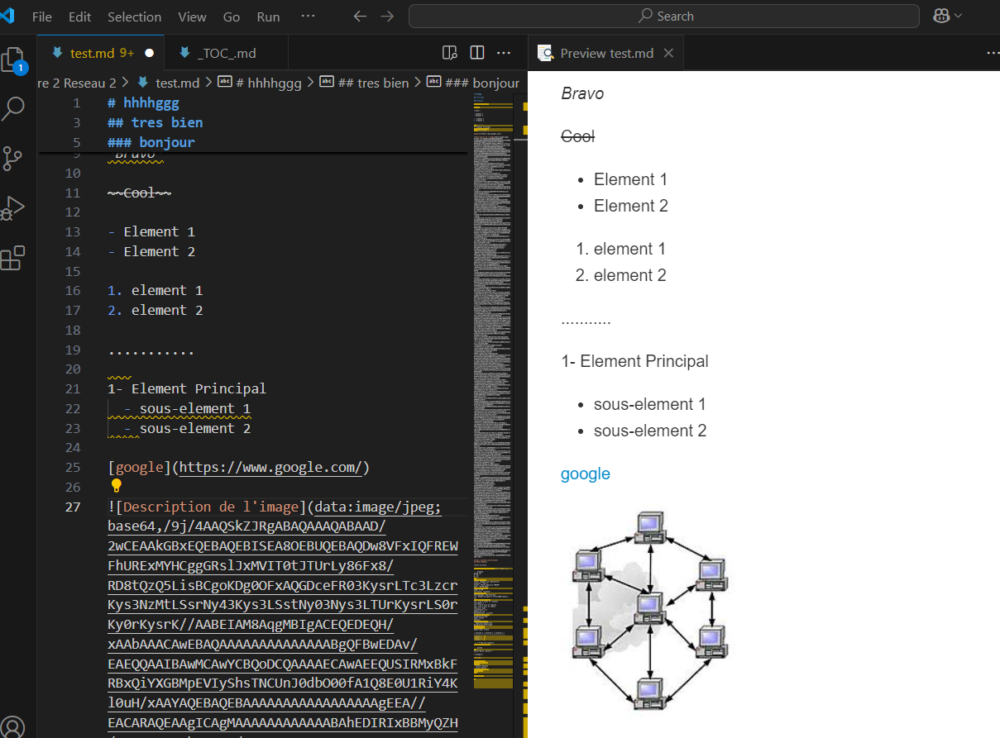 File Edit Selection View Go Run ... Search
test.md 9+ _TOC_.md ...
Preview test.md ...
1
re 2 Reseau 2 > test.md > # hhhhggg > ## tres bien > ### bonjour
1 # hhhhggg
3 ## tres bien
5 ### bonjour
9 Bravo
10
11 ~~Cool~~
12
13 - Element 1
14 - Element 2
15
16 1. element 1
17 2. element 2
18
19 ...........
20
21 1- Element Principal
22 - sous-element 1
23 - sous-element 2
24
25 [google](https://www.google.com/)
26
27 ![Description de l'image](data:image/jpeg;
base64,/9j/4AAQSkZJRgABAQAAAQABAAD/
2wCEAAkGBxEQEBAQEBISEA8OEBUQEBAQDw8VFxIQFREW
FhURExMYHCggGRslJxMVIT0tJTUrLy86Fx8/
RD8tQzQ5LisBCgoKDg0OFxAQGDceFR03KysrLTc3Lzcr
Kys3NzMtLSsrNy43Kys3LSstNy03Nys3LTUrKysrLS0r
Ky0rKysrK//AABEIAM8AqgMBIgACEQEDEQH/
xAAbAAACAwEBAQAAAAAAAAAAAAAABgQFBwEDAv/
EAEQQAAIBAwMCAwYCBQoDCQAAAAECAwAEEQUSIRMxBkF
RBxQiYXGBMpEVIyShsTNCUnJ0dbO00fA1Q8E0U1RiY4K
l0uH/xAAYAQEBAQEBAAAAAAAAAAAAAAAAAgEEA//
EACARAQEAAgICAgMAAAAAAAAAAAABAhEDIRIxBBMyQZH
Bravo
Cool
• Element 1
• Element 2
1. element 1
2. element 2
...........
1- Element Principal
• sous-element 1
• sous-element 2
google